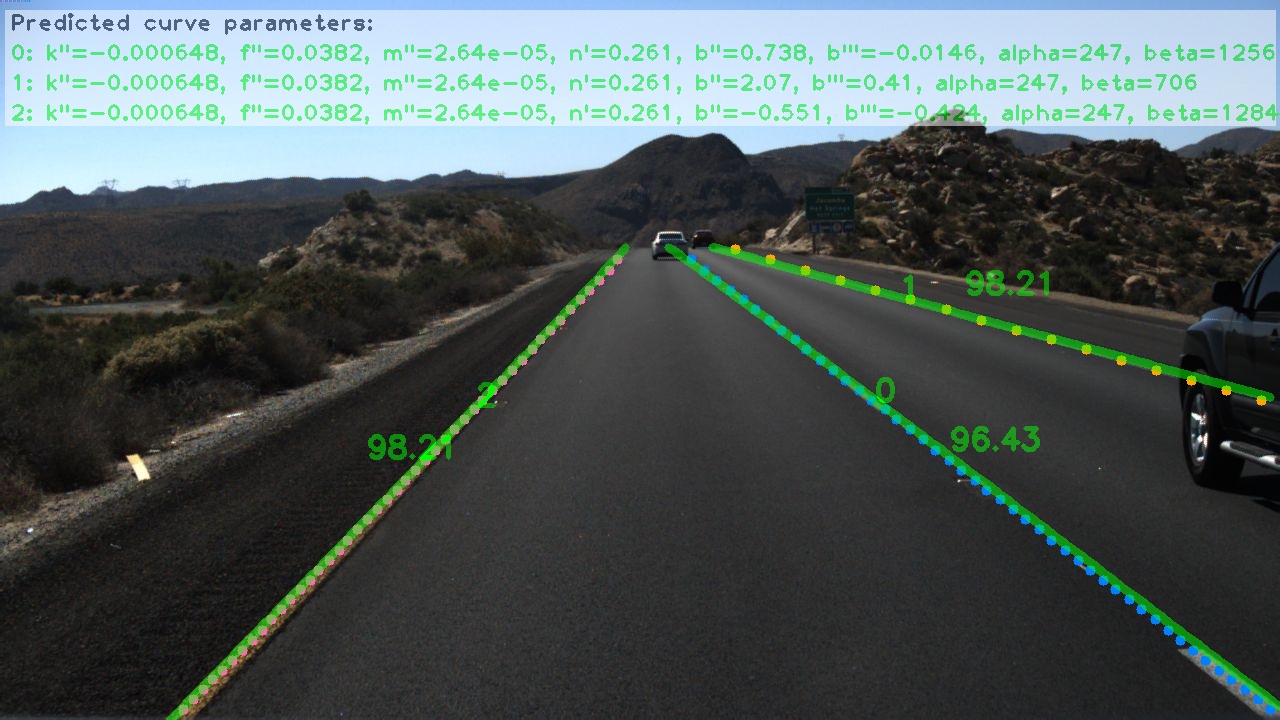 Predicted curve parameters:
0: k''=-0.000648, f''=0.0382, m''=2.64e-05, n'=0.261, b''=0.738, b'''=-0.0146, alpha=247, beta=1256
1: k''=-0.000648, f''=0.0382, m''=2.64e-05, n'=0.261, b''=2.07, b'''=0.41, alpha=247, beta=706
2: k''=-0.000648, f''=0.0382, m''=2.64e-05, n'=0.261, b''=-0.551, b'''=-0.424, alpha=247, beta=1284
Jacumba
Hot Springs
1 98.21
2
0
98.21
96.43